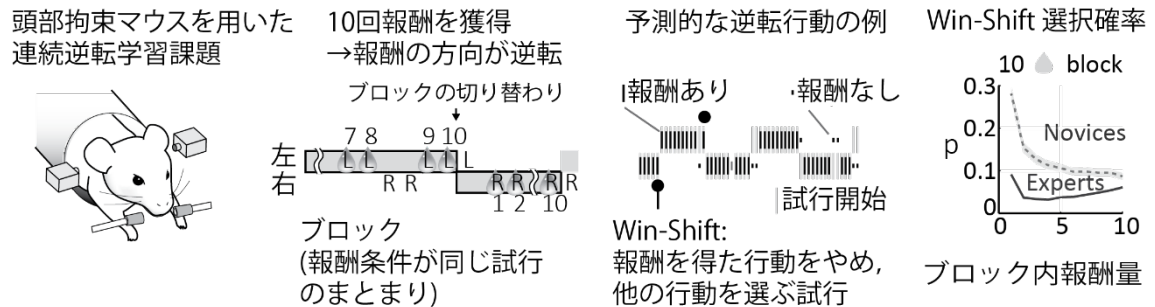 頭部拘束マウスを用いた
連続逆転学習課題
10回報酬を獲得
→報酬の方向が逆転
ブロックの切り替わり
7 8 9 10
左 L L L L L
右 R R R R R R
1 2 10
ブロック
(報酬条件が同じ試行
のまとまり)
予測的な逆転行動の例
報酬あり
報酬なし
試行開始
Win-Shift:
報酬を得た行動をやめ,
他の行動を選ぶ試行
Win-Shift 選択確率
10 block
0.3
0.2
p
0.1
0
Novices
Experts
0 5 10
ブロック内報酬量